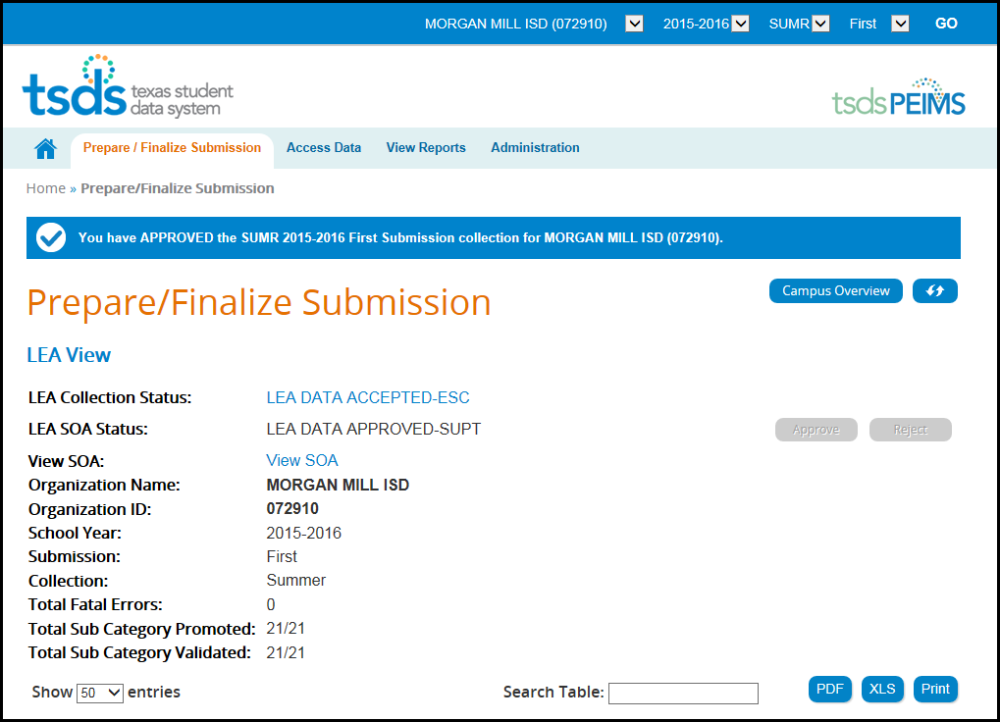 MORGAN MILL ISD (072910) 2015-2016 SUMR First GO
tsds texas student
data system
tsdsPEIMS
Prepare / Finalize Submission Access Data View Reports Administration
Home » Prepare/Finalize Submission
You have APPROVED the SUMR 2015-2016 First Submission collection for MORGAN MILL ISD (072910).
Prepare/Finalize Submission Campus Overview
LEA View
LEA Collection Status: LEA DATA ACCEPTED-ESC
LEA SOA Status: LEA DATA APPROVED-SUPT Approve Reject
View SOA: View SOA
Organization Name: MORGAN MILL ISD
Organization ID: 072910
School Year: 2015-2016
Submission: First
Collection: Summer
Total Fatal Errors: 0
Total Sub Category Promoted: 21/21
Total Sub Category Validated: 21/21
Show 50 entries Search Table: PDF XLS Print